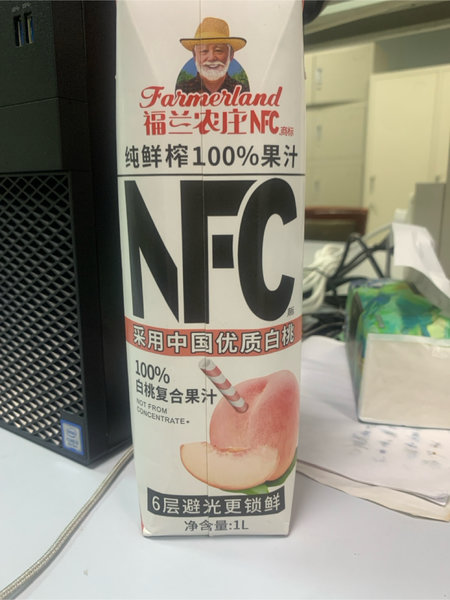 Farmerland
福兰农庄NFC商标
纯鲜榨100%果汁
NFC
采用中国优质白桃
100%
白桃复合果汁
NOT FROM
CONCENTRATE
6层避光更锁鲜
净含量:1L